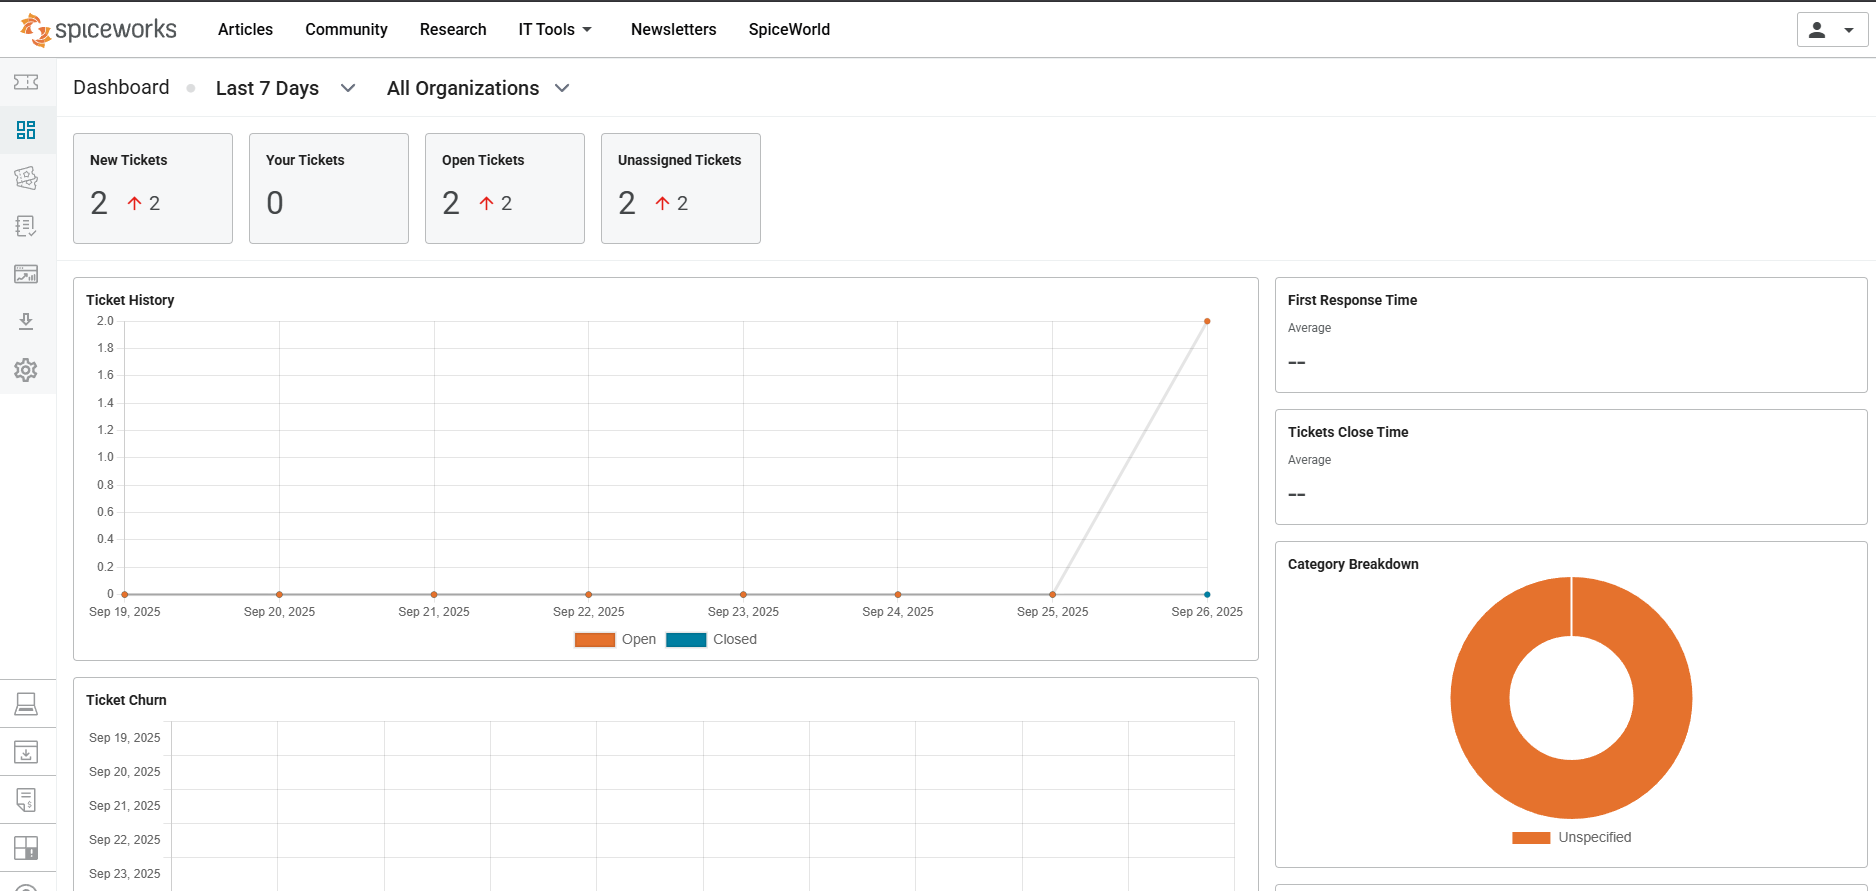 spiceworks
Articles Community Research IT Tools Newsletters SpiceWorld
Dashboard Last 7 Days All Organizations
New Tickets
2 2
Your Tickets
0
Open Tickets
2 2
Unassigned Tickets
2 2
Ticket History
2.0
1.8
1.6
1.4
1.2
1.0
0.8
0.6
0.4
0.2
0
Sep 19, 2025 Sep 20, 2025 Sep 21, 2025 Sep 22, 2025 Sep 23, 2025 Sep 24, 2025 Sep 25, 2025 Sep 26, 2025
Open Closed
First Response Time
Average
--
Tickets Close Time
Average
--
Category Breakdown
Unspecified
Ticket Churn
Sep 19, 2025
Sep 20, 2025
Sep 21, 2025
Sep 22, 2025
Sep 23, 2025